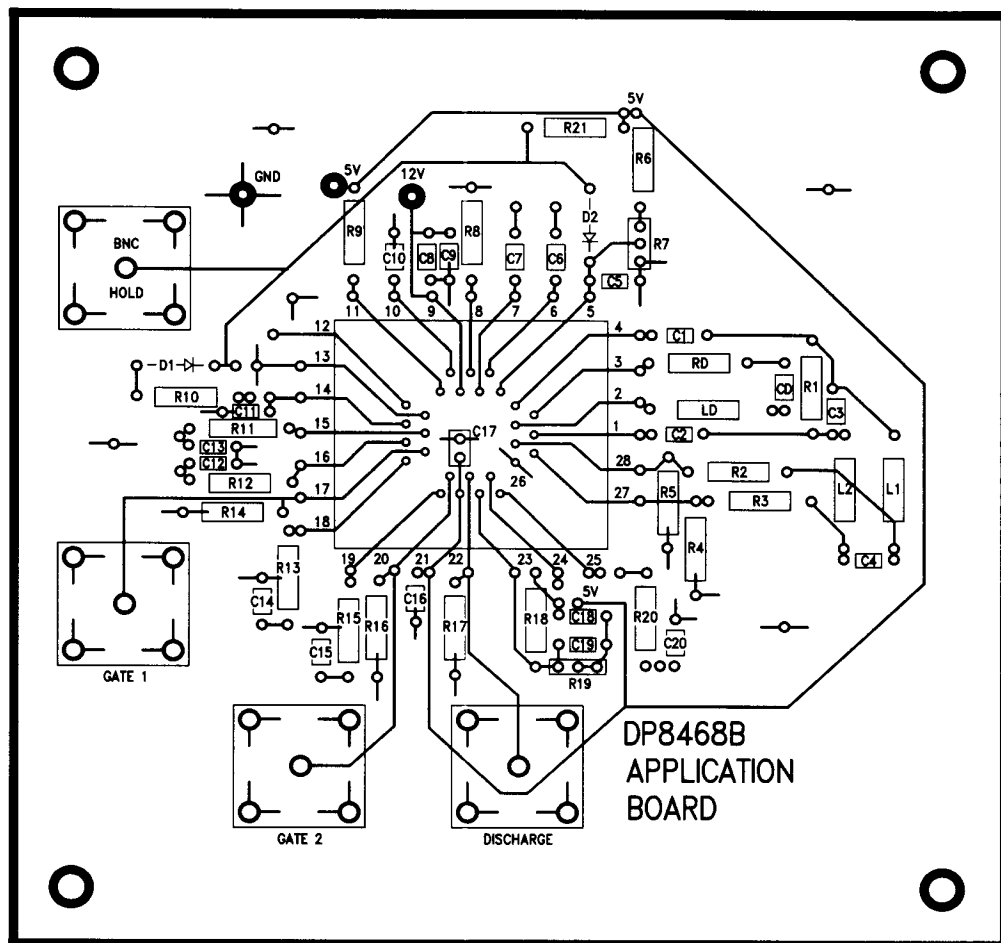 5V
R21
R6
5V
12V
GND
D2
R9
R8
R7
BNC
C10
C8
C9
C7
C6
HOLD
C5
11
10
9
8
7
6
5
12
4
C1
13
3
RD
D1
CD
R1
14
2
R10
LD
C3
C11
R11
15
1
C2
C17
C13
C12
16
28
R2
26
R12
17
27
R5
R3
L2
L1
R14
18
R4
19
20
21
22
23
24
25
C4
R13
C14
C16
5V
R15
R16
R17
R18
C18
R20
C15
C19
C20
R19
GATE 1
DP8468B
APPLICATION
BOARD
GATE 2
DISCHARGE